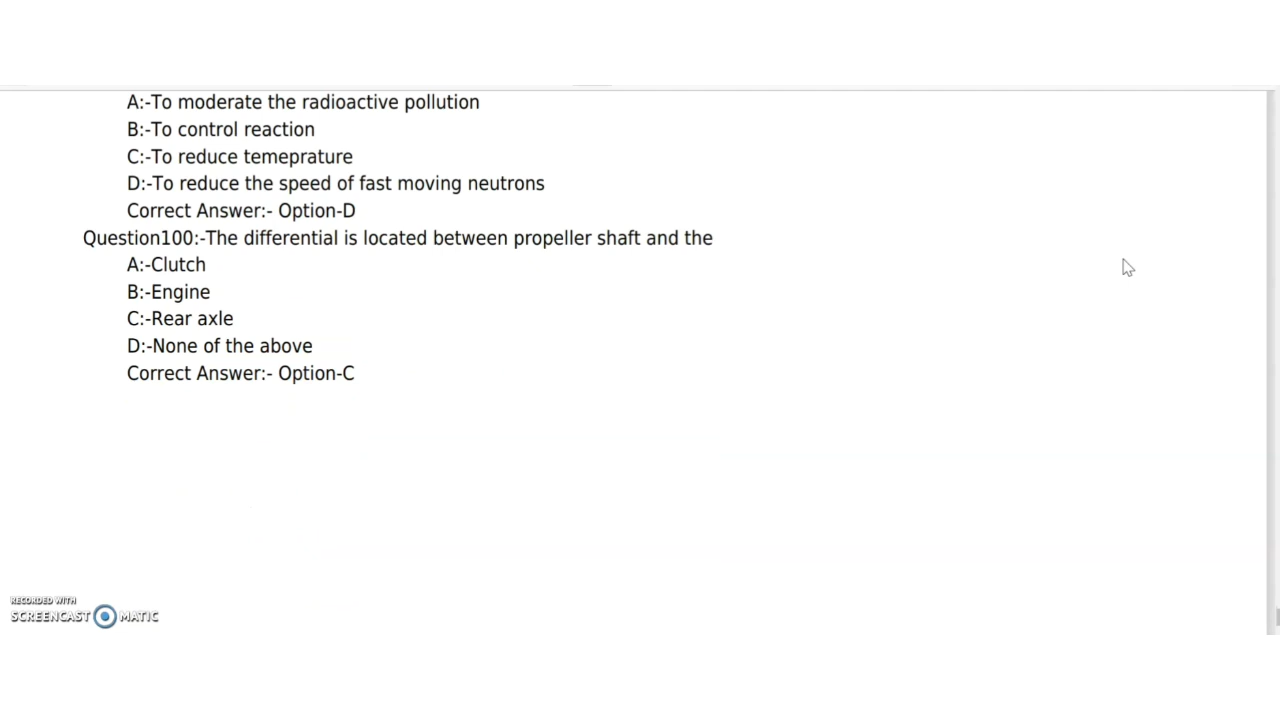 A:-To moderate the radioactive pollution
B:-To control reaction
C:-To reduce temeprature
D:-To reduce the speed of fast moving neutrons
Correct Answer:- Option-D
Question100:-The differential is located between propeller shaft and the
A:-Clutch
B:-Engine
C:-Rear axle
D:-None of the above
Correct Answer:- Option-C
RECORDED WITH
SCREENCAST MATIC